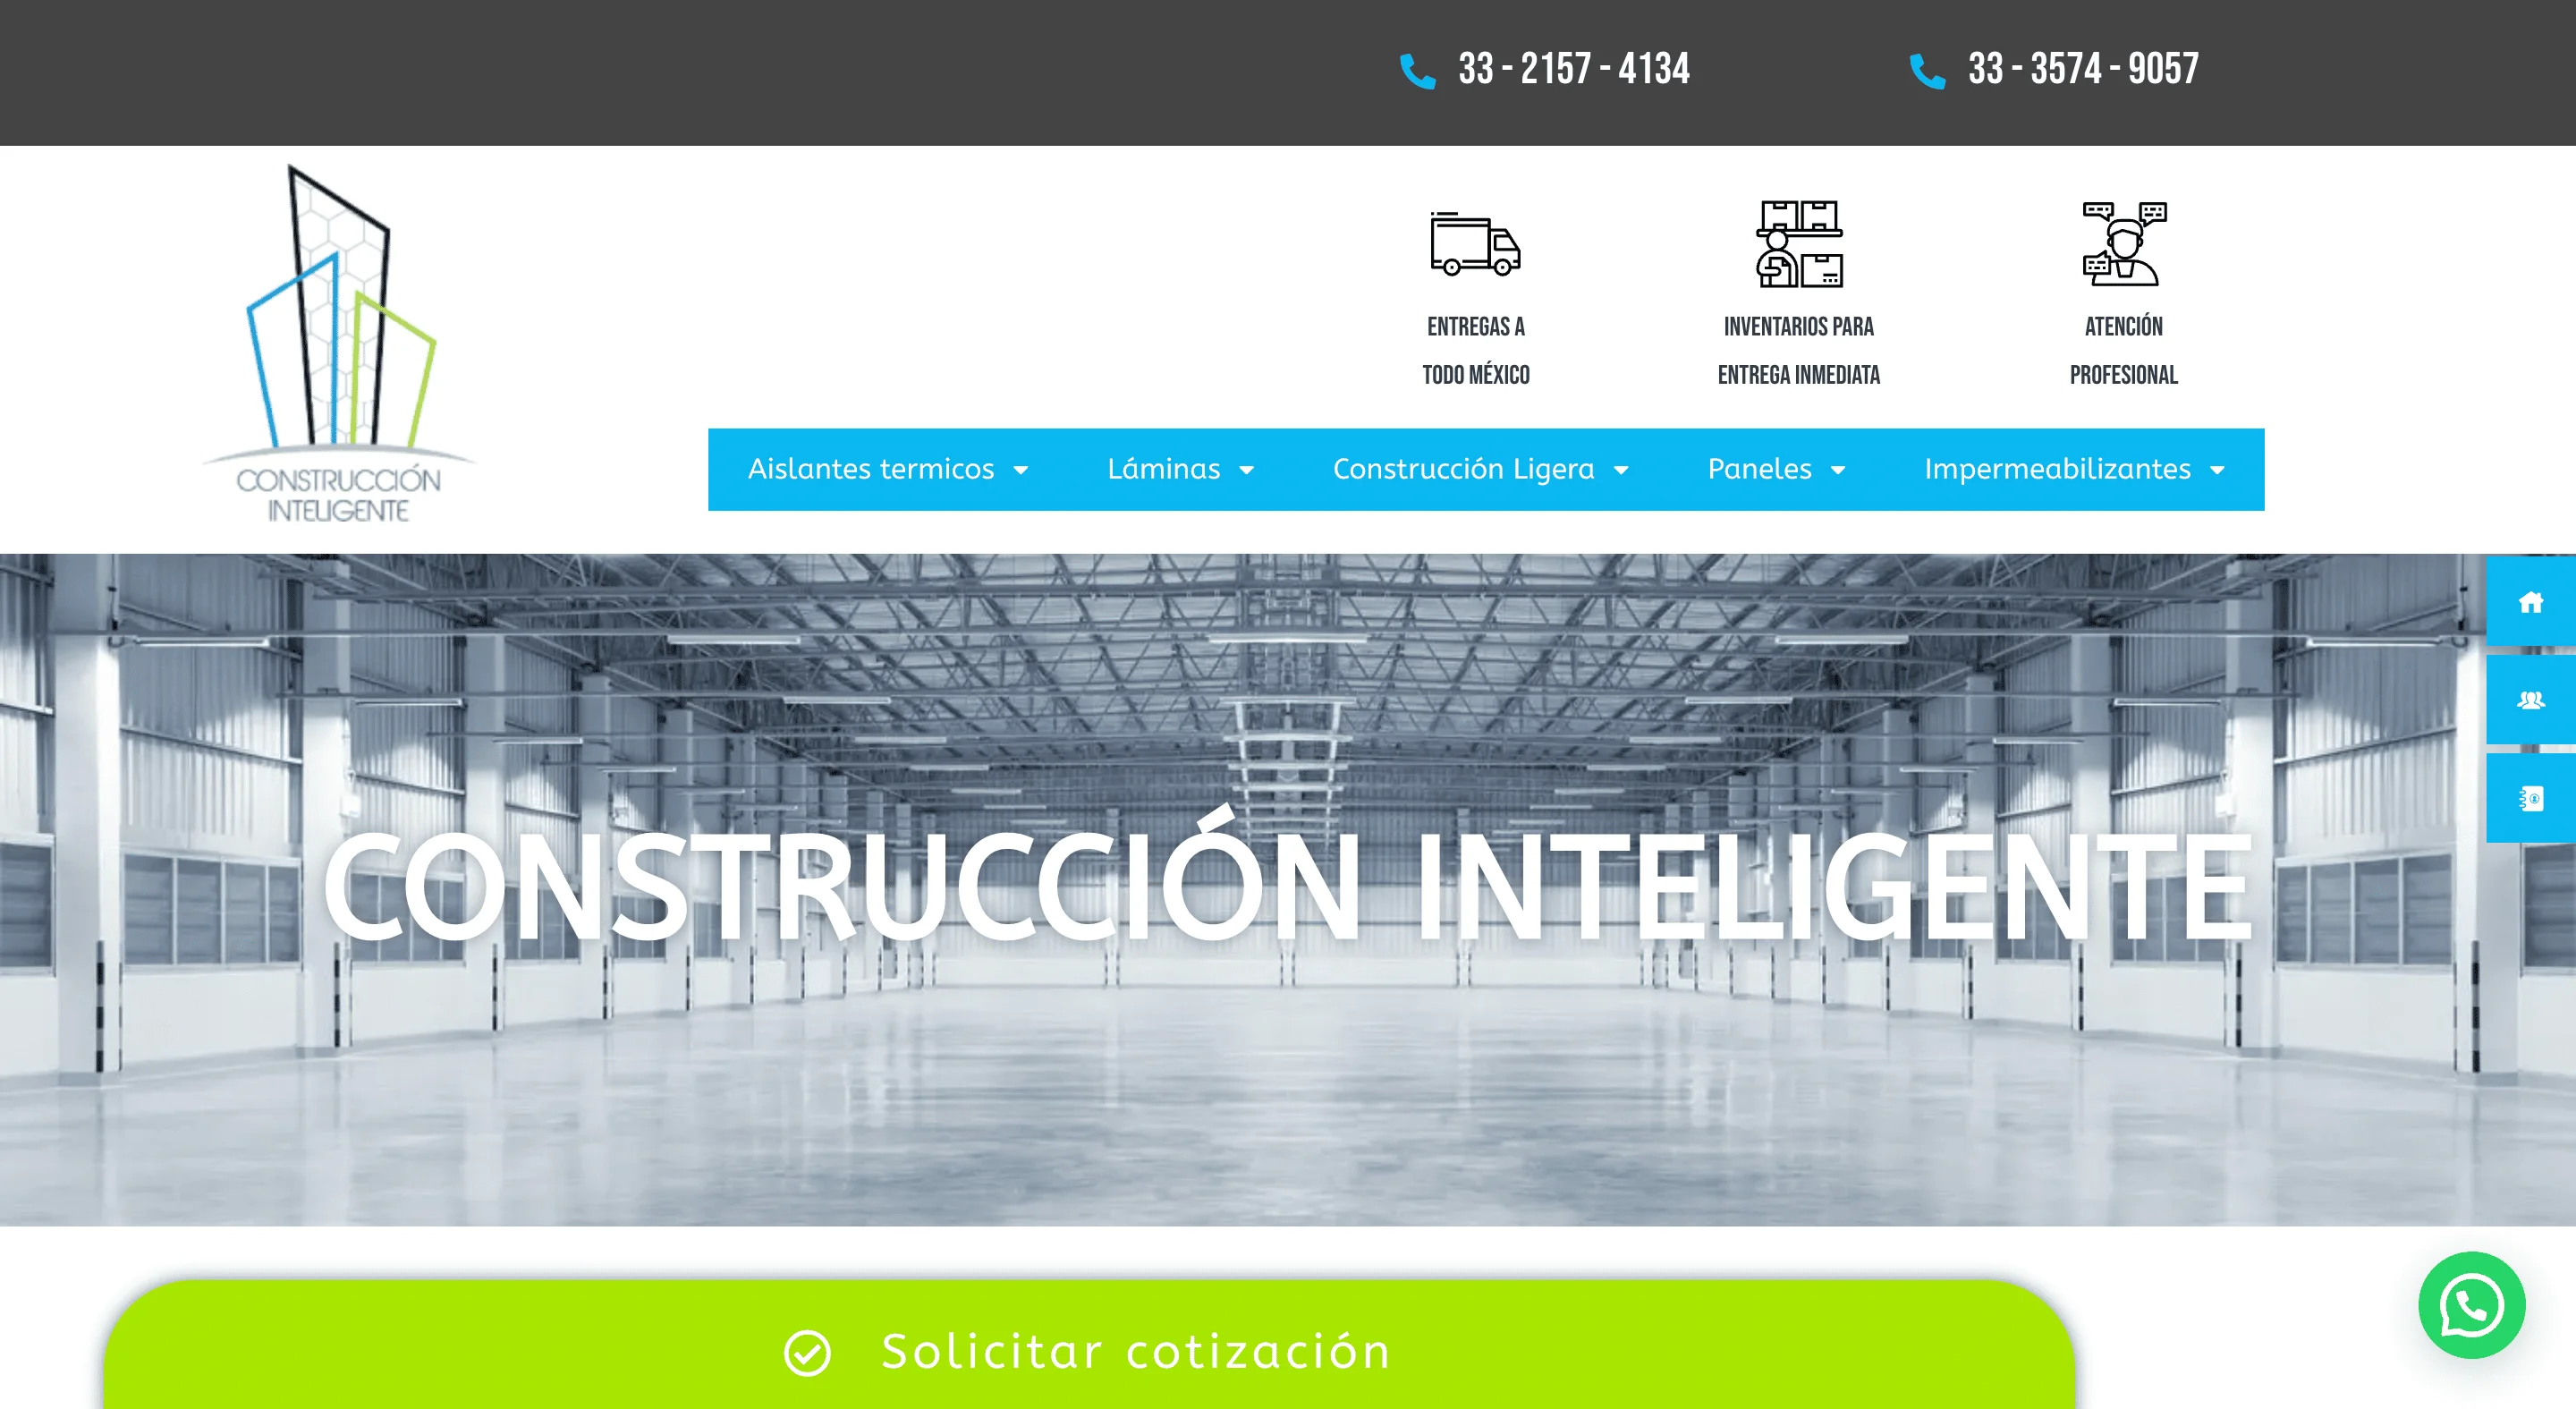 33 - 2157 - 4134
33 - 3574 - 9057
CONSTRUCCIÓN
INTELIGENTE
ENTREGAS A
TODO MÉXICO
INVENTARIOS PARA
ENTREGA INMEDIATA
ATENCIÓN
PROFESIONAL
Aislantes termicos
Láminas
Construcción Ligera
Paneles
Impermeabilizantes
CONSTRUCCIÓN INTELIGENTE
Solicitar cotización